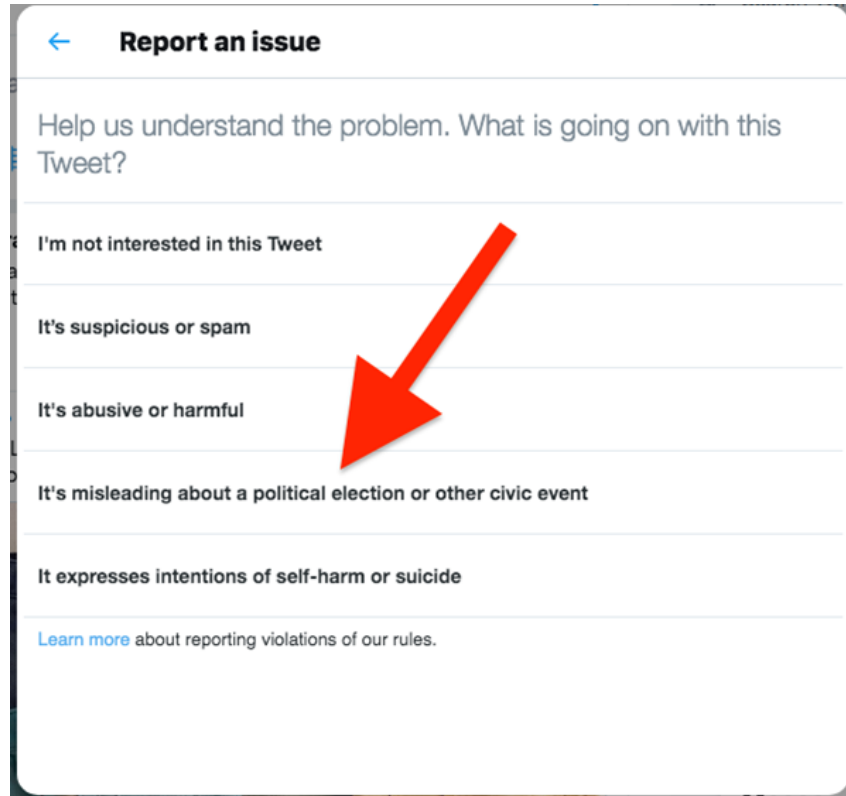 Report an issue
Help us understand the problem. What is going on with this
Tweet?
I'm not interested in this Tweet
It's suspicious or spam
It's abusive or harmful
It's misleading about a political election or other civic event
It expresses intentions of self-harm or suicide
Learn more about reporting violations of our rules.